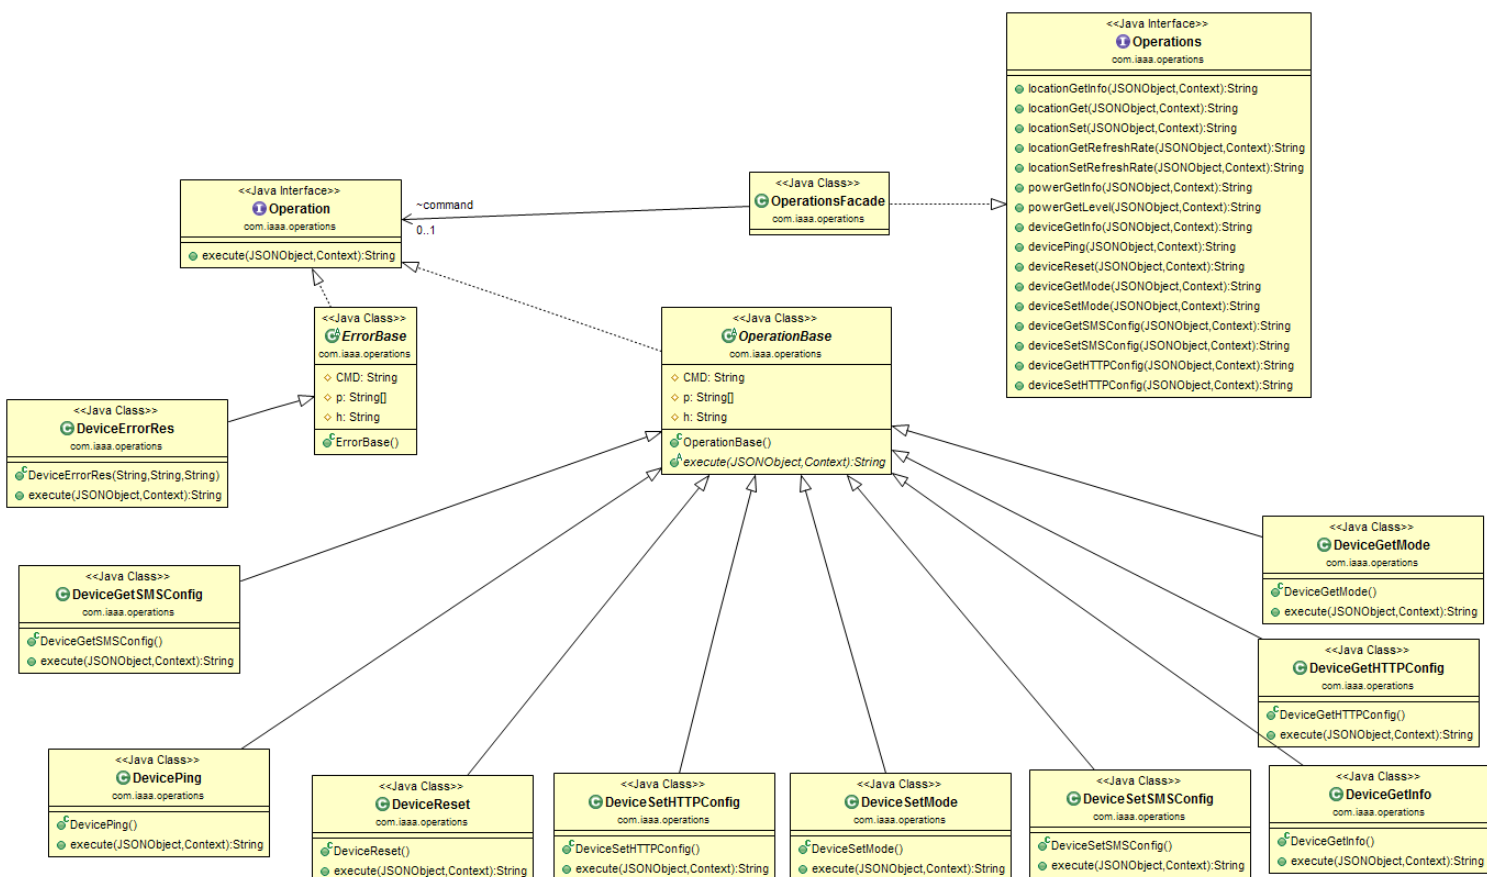 <<Java Interface>>
Operations
com.iaaa.operations
locationGetInfo(JSONObject,Context):String
locationGet(JSONObject,Context):String
locationSet(JSONObject,Context):String
locationGetRefreshRate(JSONObject,Context):String
locationSetRefreshRate(JSONObject,Context):String
powerGetInfo(JSONObject,Context):String
powerGetLevel(JSONObject,Context):String
deviceGetInfo(JSONObject,Context):String
devicePing(JSONObject,Context):String
deviceReset(JSONObject,Context):String
deviceGetMode(JSONObject,Context):String
deviceSetMode(JSONObject,Context):String
deviceGetSMSConfig(JSONObject,Context):String
deviceSetSMSConfig(JSONObject,Context):String
deviceGetHTTPConfig(JSONObject,Context):String
deviceSetHTTPConfig(JSONObject,Context):String
<<Java Interface>>
Operation
com.iaaa.operations
execute(JSONObject,Context):String
~command
0..1
<<Java Class>>
OperationsFacade
com.iaaa.operations
<<Java Class>>
ErrorBase
com.iaaa.operations
CMD: String
p: String[]
h: String
ErrorBase()
<<Java Class>>
OperationBase
com.iaaa.operations
CMD: String
p: String[]
h: String
OperationBase()
execute(JSONObject,Context):String
<<Java Class>>
DeviceErrorRes
com.iaaa.operations
DeviceErrorRes(String,String,String)
execute(JSONObject,Context):String
<<Java Class>>
DeviceGetSMSConfig
com.iaaa.operations
DeviceGetSMSConfig()
execute(JSONObject,Context):String
<<Java Class>>
DeviceGetMode
com.iaaa.operations
DeviceGetMode()
execute(JSONObject,Context):String
<<Java Class>>
DeviceGetHTTPConfig
com.iaaa.operations
DeviceGetHTTPConfig()
execute(JSONObject,Context):String
<<Java Class>>
DevicePing
com.iaaa.operations
DevicePing()
execute(JSONObject,Context):String
<<Java Class>>
DeviceReset
com.iaaa.operations
DeviceReset()
execute(JSONObject,Context):String
<<Java Class>>
DeviceSetHTTPConfig
com.iaaa.operations
DeviceSetHTTPConfig()
execute(JSONObject,Context):String
<<Java Class>>
DeviceSetMode
com.iaaa.operations
DeviceSetMode()
execute(JSONObject,Context):String
<<Java Class>>
DeviceSetSMSConfig
com.iaaa.operations
DeviceSetSMSConfig()
execute(JSONObject,Context):String
<<Java Class>>
DeviceGetInfo
com.iaaa.operations
DeviceGetInfo()
execute(JSONObject,Context):String